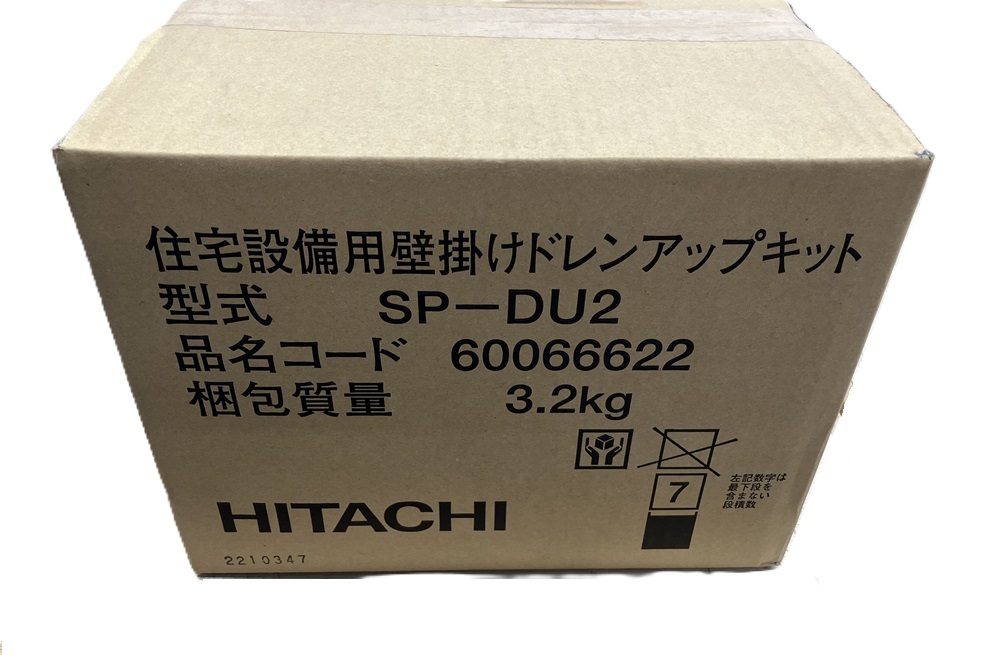 住宅設備用壁掛けドレンアップキット
型式 SP-DU2
品名コード 60066622
梱包質量 3.2kg
7
左記数字は
最下段を
含まない
段積数
HITACHI
2210347